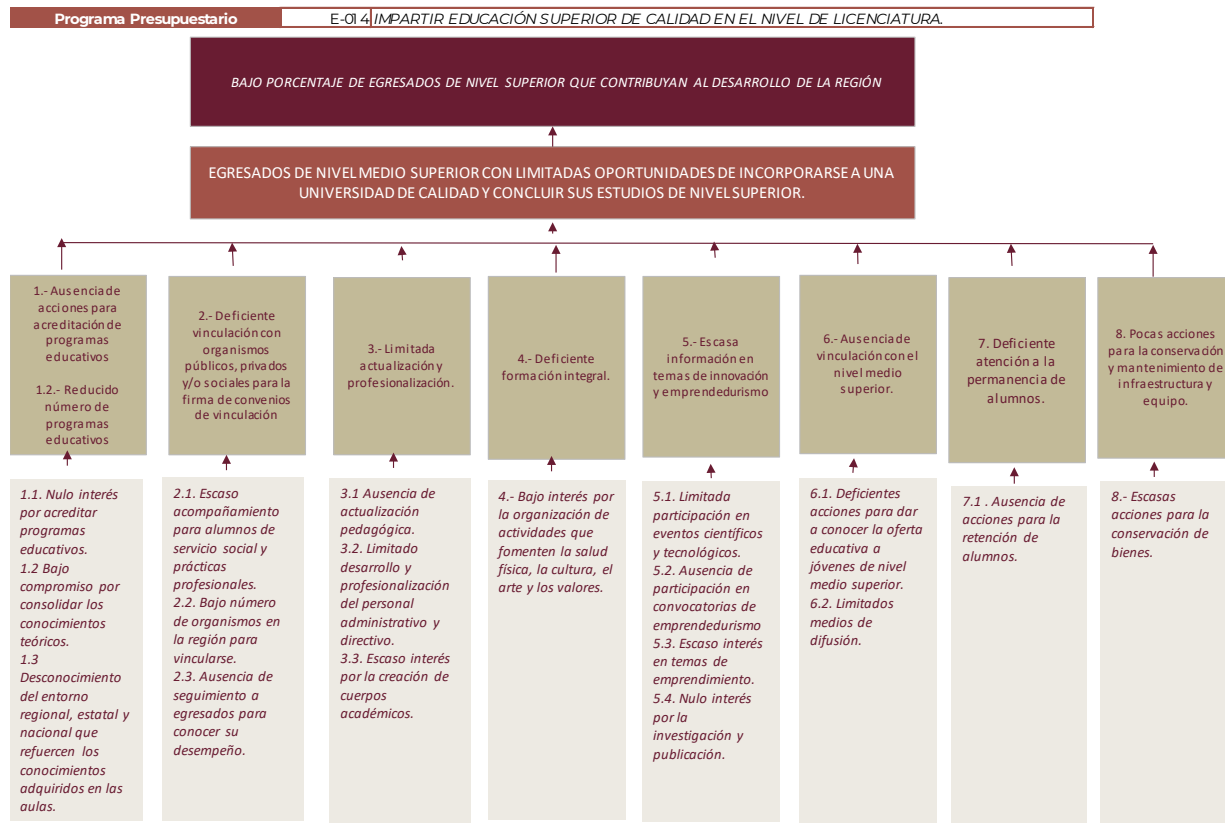 Programa Presupuestario E-014 IMPARTIR EDUCACIÓN SUPERIOR DE CALIDAD EN EL NIVEL DE LICENCIATURA.
BAJO PORCENTAJE DE EGRESADOS DE NIVEL SUPERIOR QUE CONTRIBUYAN AL DESARROLLO DE LA REGIÓN
EGRESADOS DE NIVEL MEDIO SUPERIOR CON LIMITADAS OPORTUNIDADES DE INCORPORARSE A UNA
UNIVERSIDAD DE CALIDAD Y CONCLUIR SUS ESTUDIOS DE NIVEL SUPERIOR.
1.- Ausencia de
acciones para
acreditación de
programas
educativos
1.2.- Reducido
número de
programas
educativos
2.- Deficiente
vinculación con
organismos
públicos, privados
y/o sociales para la
firma de convenios
de vinculación
3.- Limitada
actualización y
profesionalización.
4.- Deficiente
formación integral.
5.- Escasa
información en
temas de innovación
y emprendedurismo
6.- Ausencia de
vinculación con el
nivel medio
superior.
7. Deficiente
atención a la
permanencia de
alumnos.
8. Pocas acciones
para la conservación
y mantenimiento de
infraestructura y
equipo.
1.1. Nulo interés
por acreditar
programas
educativos.
1.2 Bajo
compromiso por
consolidar los
conocimientos
teóricos.
1.3
Desconocimiento
del entorno
regional, estatal y
nacional que
refuercen los
conocimientos
adquiridos en las
aulas.
2.1. Escaso
acompañamiento
para alumnos de
servicio social y
prácticas
profesionales.
2.2. Bajo número
de organismos en
la región para
vincularse.
2.3. Ausencia de
seguimiento a
egresados para
conocer su
desempeño.
3.1 Ausencia de
actualización
pedagógica.
3.2. Limitado
desarrollo y
profesionalización
del personal
administrativo y
directivo.
3.3. Escaso interés
por la creación de
cuerpos
académicos.
4.- Bajo interés por
la organización de
actividades que
fomenten la salud
física, la cultura, el
arte y los valores.
5.1. Limitada
participación en
eventos científicos
y tecnológicos.
5.2. Ausencia de
participación en
convocatorias de
emprendedurismo
5.3. Escaso interés
en temas de
emprendimiento.
5.4. Nulo interés
por la
investigación y
publicación.
6.1. Deficientes
acciones para dar
a conocer la oferta
educativa a
jóvenes de nivel
medio superior.
6.2. Limitados
medios de
difusión.
7.1 . Ausencia de
acciones para la
retención de
alumnos.
8.- Escasas
acciones para la
conservación de
bienes.